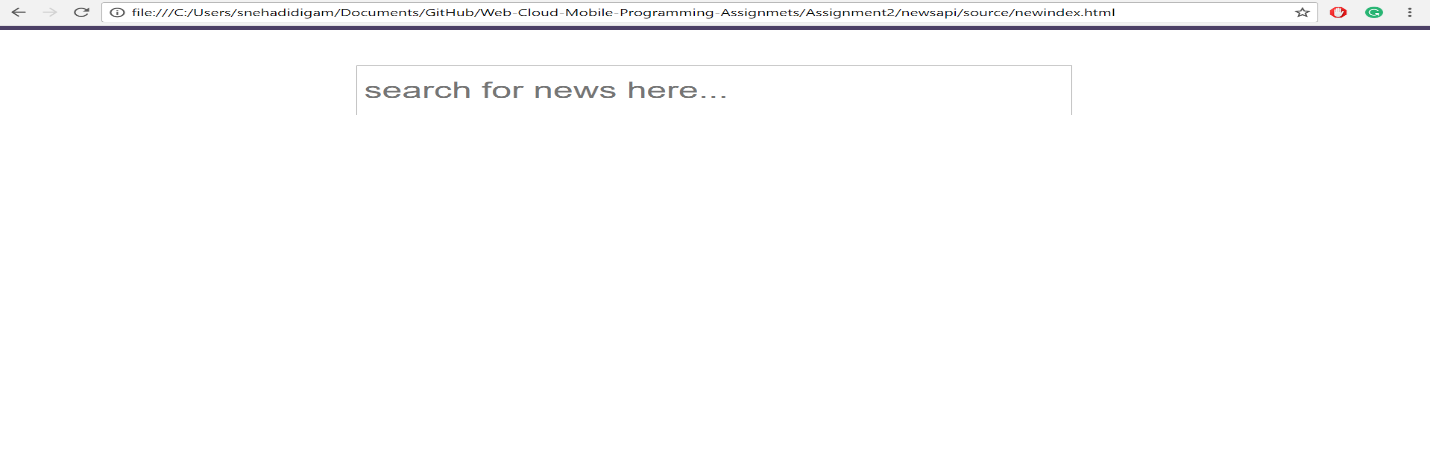 file:///C:/Users/snehadidigam/Documents/GitHub/Web-Cloud-Mobile-Programming-Assignmets/Assignment2/newsapi/source/newindex.html
search for news here...